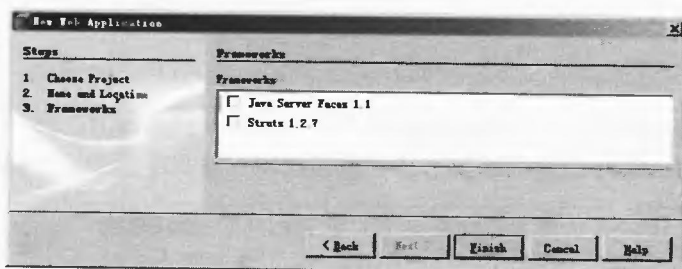 New Web Application
Steps
1. Choose Project
2. Name and Location
3. Frameworks
Frameworks
Frameworks
Java Server Faces 1.1
Struts 1.2.7
< Back
Next >
Finish
Cancel
Help